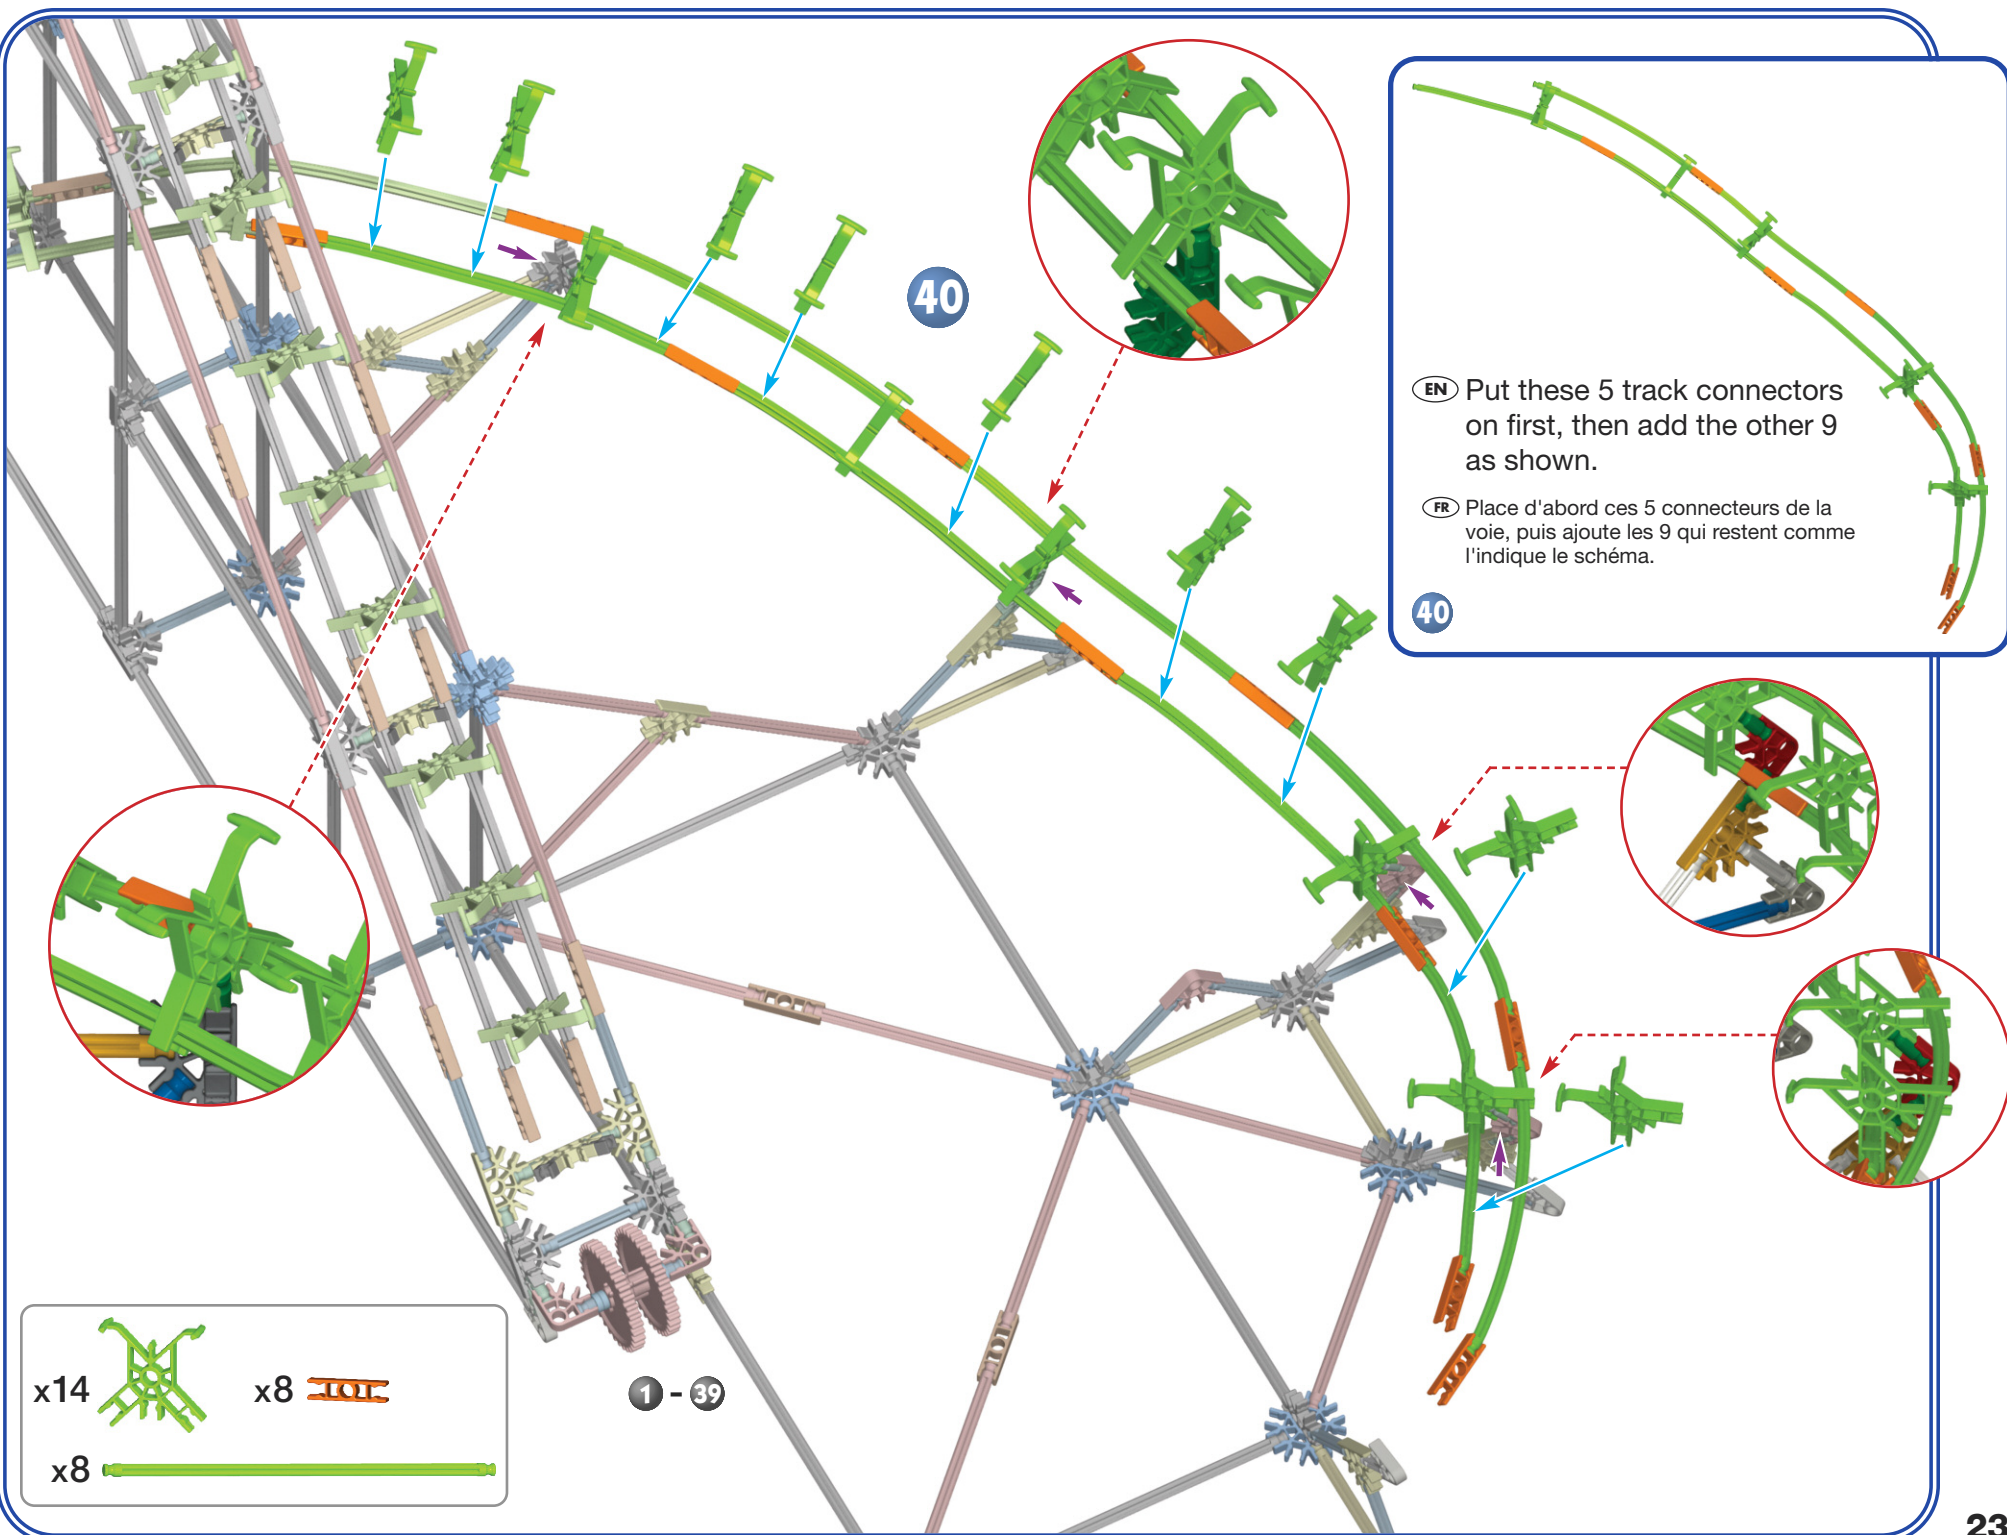 40
EN Put these 5 track connectors
on first, then add the other 9
as shown.
FR Place d'abord ces 5 connecteurs de la
voie, puis ajoute les 9 qui restent comme
l'indique le schéma.
40
x14
x8
x8
1 - 39
23